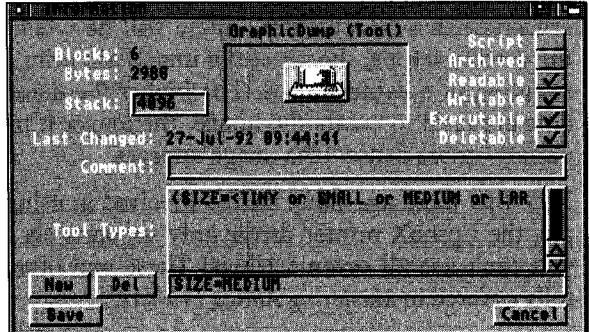 Information
GraphicDump (Tool)
Blocks: 6
Bytes: 2988
Stack: 4096
Script
Archived
Readable
Writable
Executable
Deletable
Last Changed: 27-Jul-92 09:44:41
Comment:
Tool Types:
(SIZE=<TINY or SMALL or MEDIUM or LAR
New Del
SIZE=MEDIUM
Save
Cancel